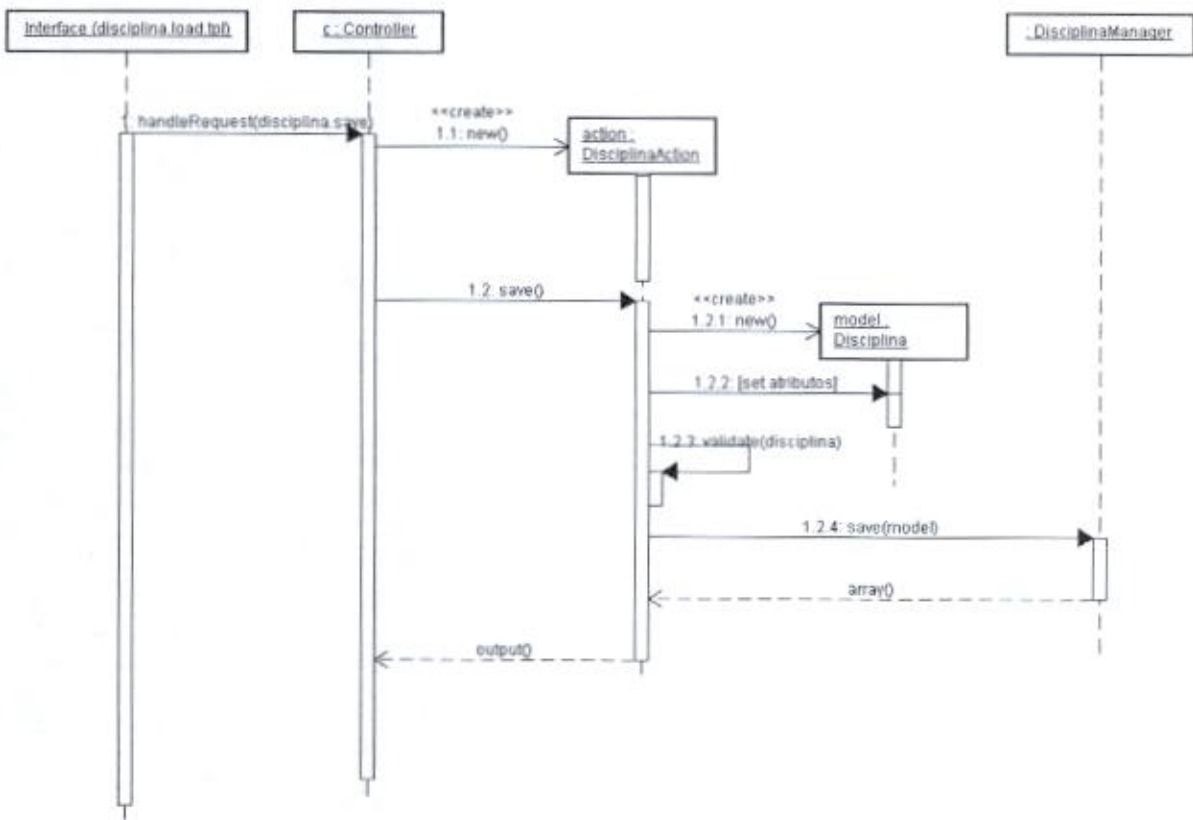 Interface (disciplina.load.tpl)
c : Controller
: DisciplinaManager
handleRequest(disciplina.save)
<<create>>
1.1: new()
action :
DisciplinaAction
1.2: save()
<<create>>
1.2.1: new()
model :
Disciplina
1.2.2: [set atributos]
1.2.3: validate(disciplina)
1.2.4: save(model)
array()
output()